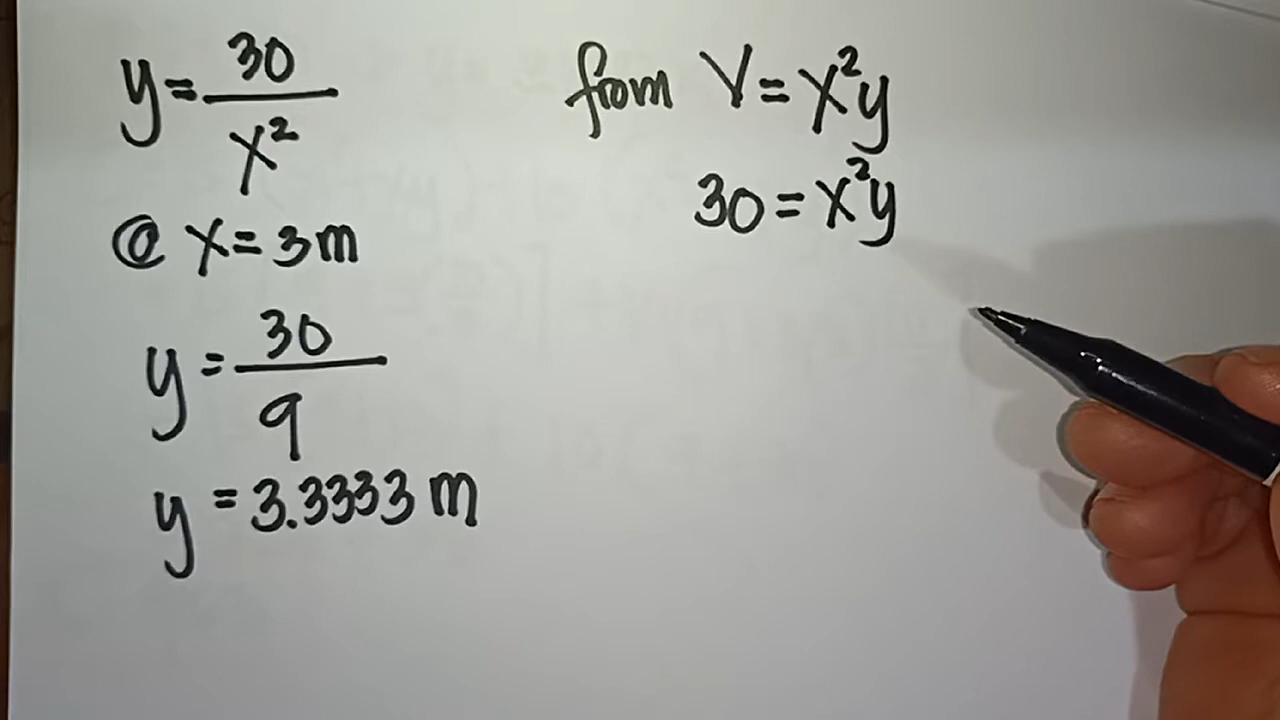 y = 30/x²
@ x = 3m
y = 30/9
y = 3.3333 m
from V = x²y
30 = x²y